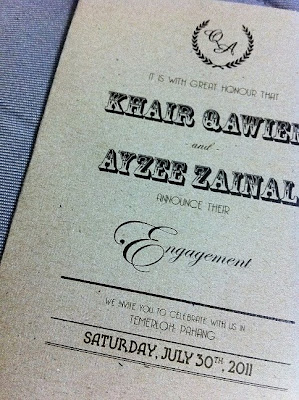 QA
IT IS WITH GREAT HONOUR THAT
KHAIR QAWIEM
and
AYZEE ZAINAL
ANNOUNCE THEIR
Engagement
WE INVITE YOU TO CELEBRATE WITH US IN
TEMERLOH, PAHANG
SATURDAY, JULY 30TH, 2011